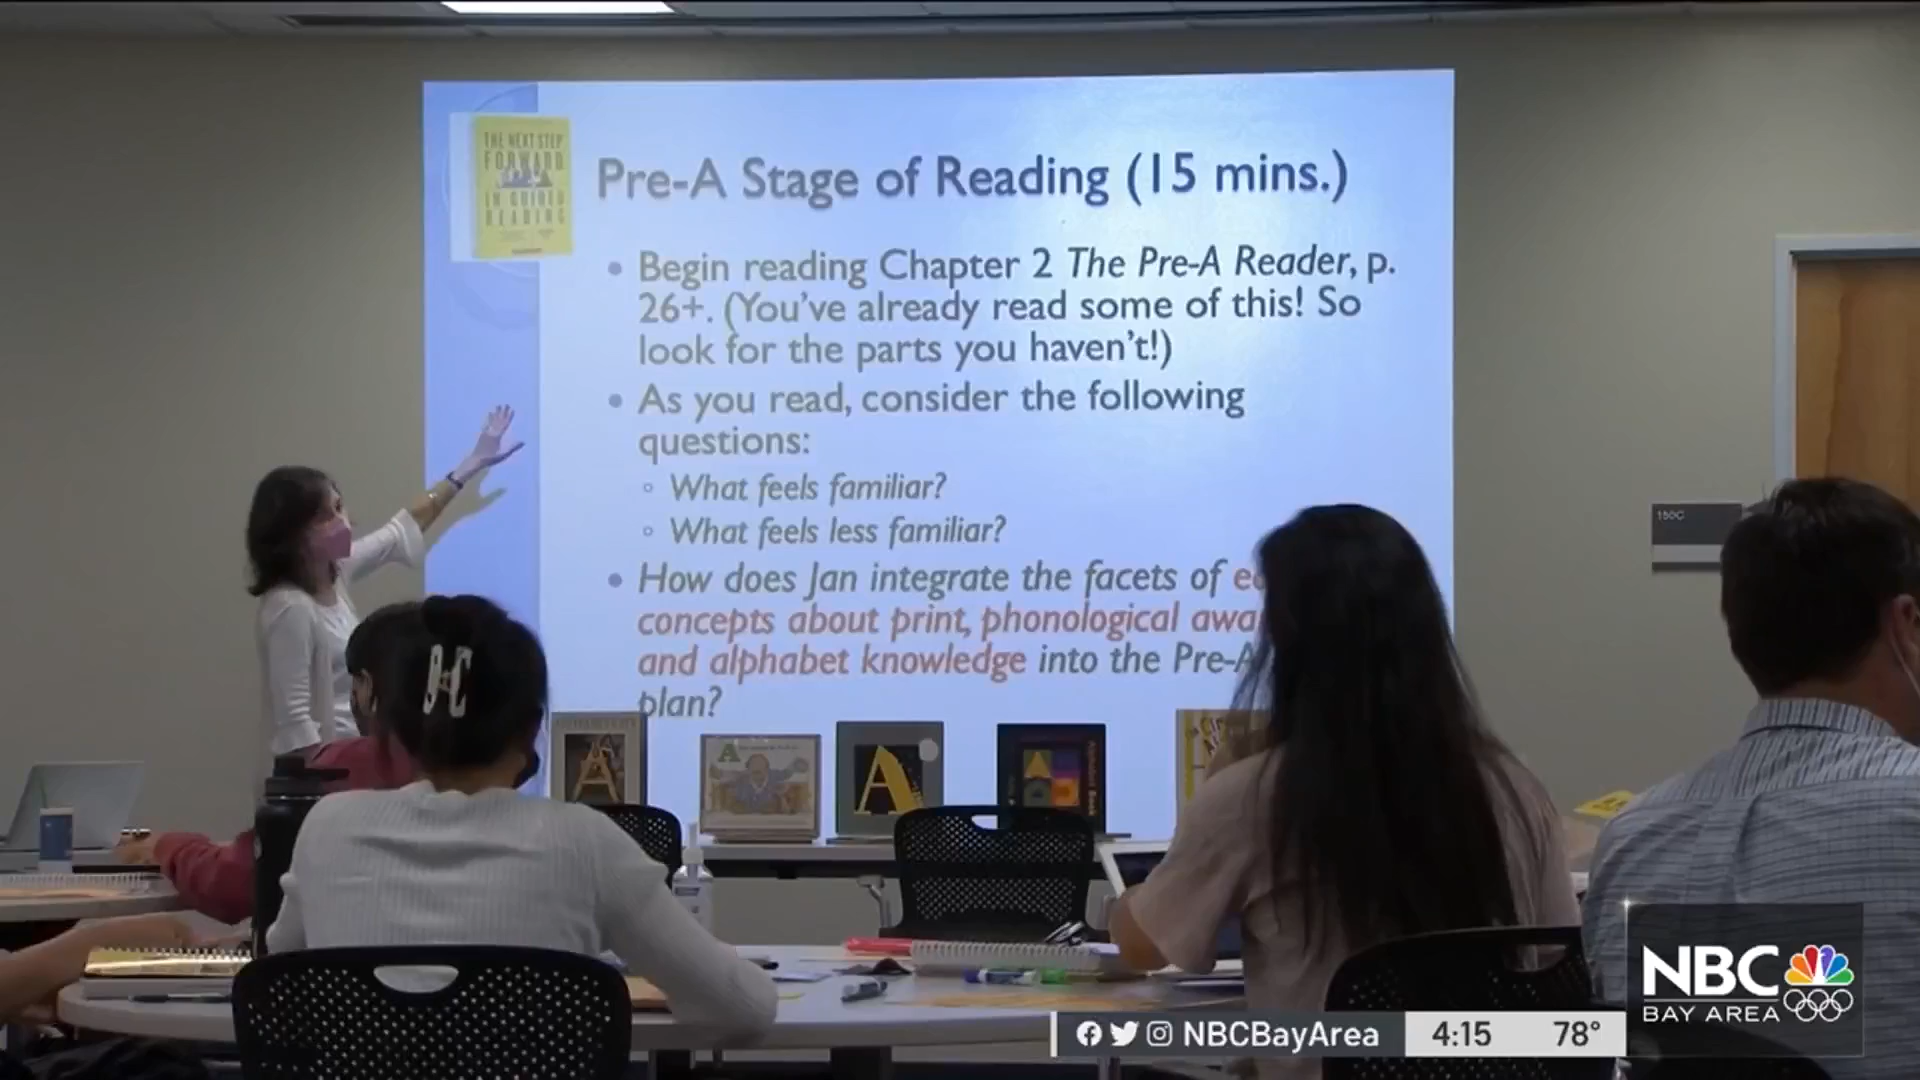 THE NEXT STEP
FORWARD
IN GUIDED
READING
Pre-A Stage of Reading (15 mins.)
Begin reading Chapter 2 The Pre-A Reader, p.
26+. (You've already read some of this! So
look for the parts you haven't!)
As you read, consider the following
questions:
What feels familiar?
What feels less familiar?
How does Jan integrate the facets of
concepts about print, phonological
and alphabet knowledge into the Pre-A
plan?
A
A
A
150C
NBC
BAY AREA
NBCBayArea
4:15 78°